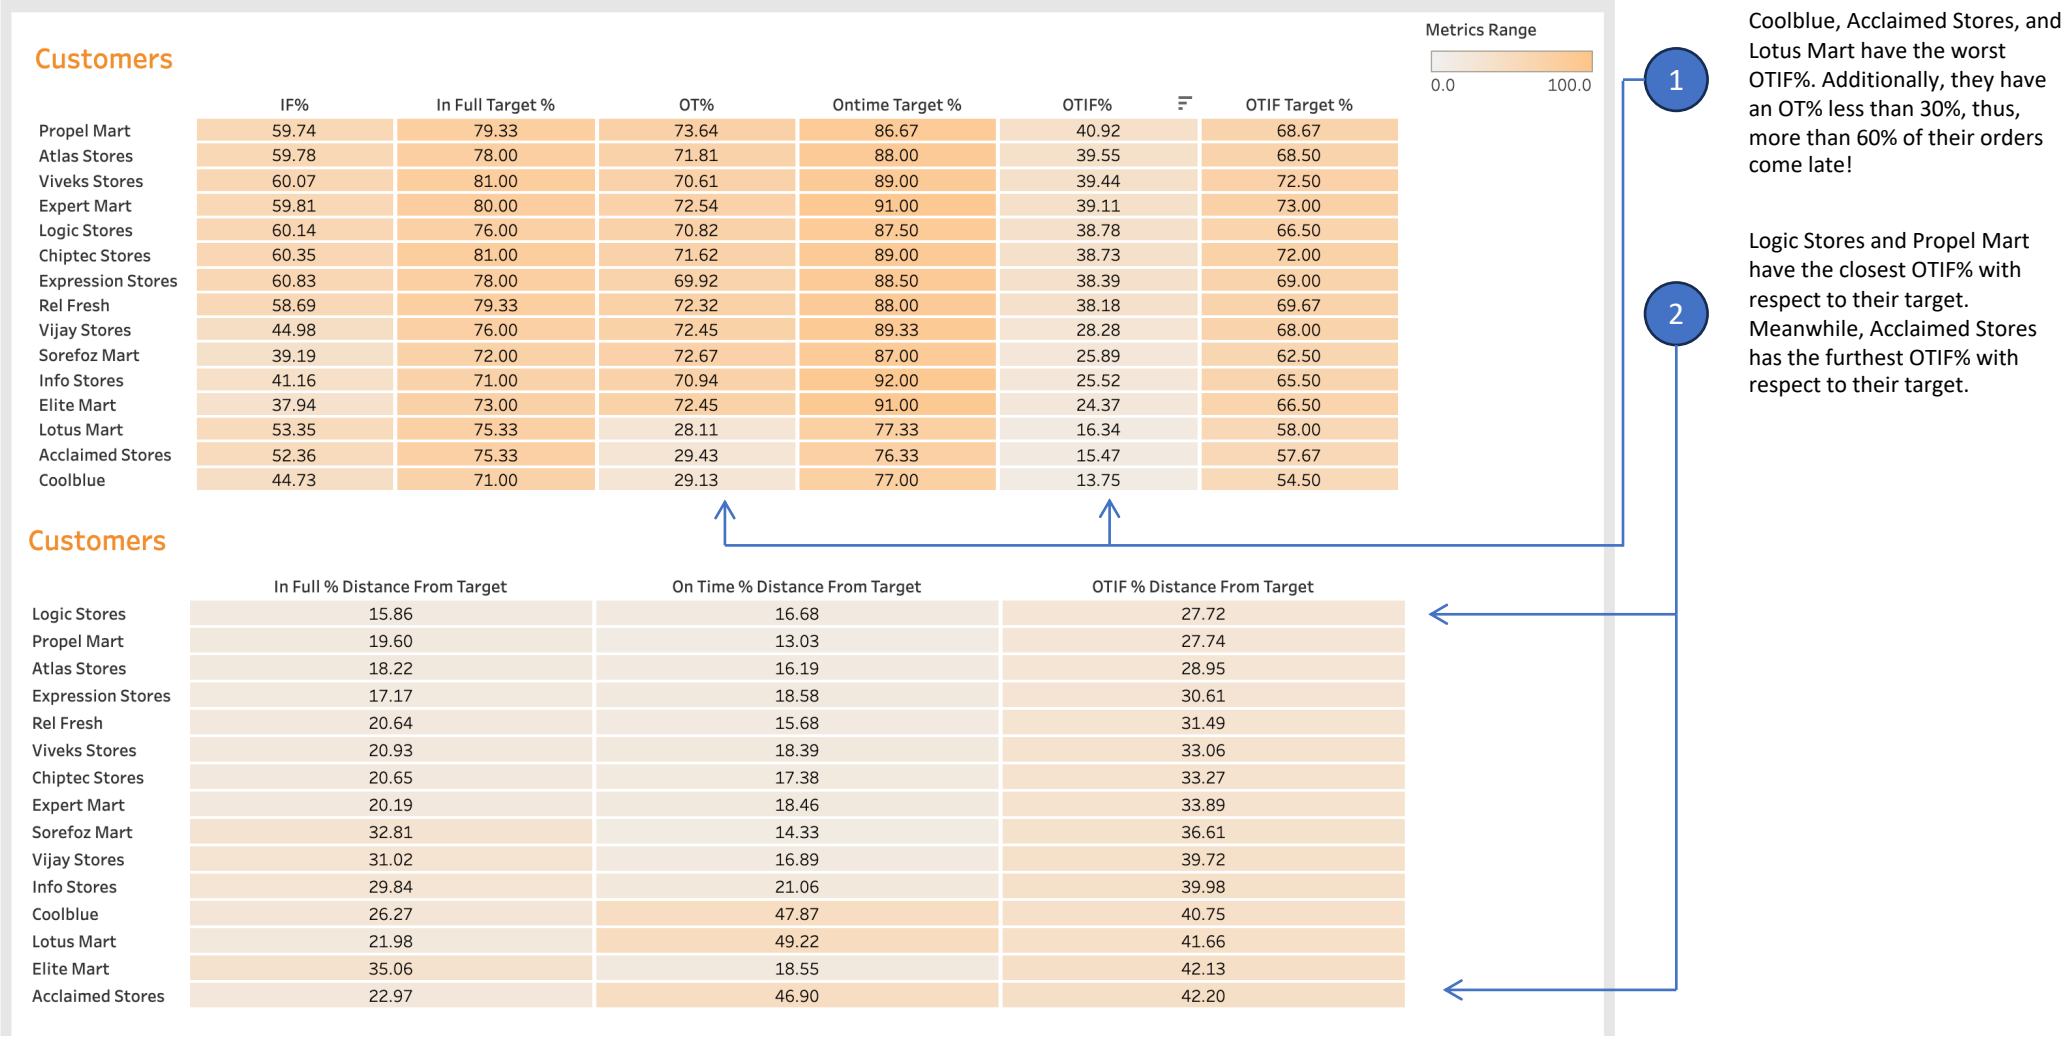 Customers
Metrics Range
0.0 100.0
IF% In Full Target % OT% Ontime Target % OTIF% OTIF Target %
Propel Mart 59.74 79.33 73.64 86.67 40.92 68.67
Atlas Stores 59.78 78.00 71.81 88.00 39.55 68.50
Viveks Stores 60.07 81.00 70.61 89.00 39.44 72.50
Expert Mart 59.81 80.00 72.54 91.00 39.11 73.00
Logic Stores 60.14 76.00 70.82 87.50 38.78 66.50
Chiptec Stores 60.35 81.00 71.62 89.00 38.73 72.00
Expression Stores 60.83 78.00 69.92 88.50 38.39 69.00
Rel Fresh 58.69 79.33 72.32 88.00 38.18 69.67
Vijay Stores 44.98 76.00 72.45 89.33 28.28 68.00
Sorefoz Mart 39.19 72.00 72.67 87.00 25.89 62.50
Info Stores 41.16 71.00 70.94 92.00 25.52 65.50
Elite Mart 37.94 73.00 72.45 91.00 24.37 66.50
Lotus Mart 53.35 75.33 28.11 77.33 16.34 58.00
Acclaimed Stores 52.36 75.33 29.43 76.33 15.47 57.67
Coolblue 44.73 71.00 29.13 77.00 13.75 54.50
Customers
In Full % Distance From Target On Time % Distance From Target OTIF % Distance From Target
Logic Stores 15.86 16.68 27.72
Propel Mart 19.60 13.03 27.74
Atlas Stores 18.22 16.19 28.95
Expression Stores 17.17 18.58 30.61
Rel Fresh 20.64 15.68 31.49
Viveks Stores 20.93 18.39 33.06
Chiptec Stores 20.65 17.38 33.27
Expert Mart 20.19 18.46 33.89
Sorefoz Mart 32.81 14.33 36.61
Vijay Stores 31.02 16.89 39.72
Info Stores 29.84 21.06 39.98
Coolblue 26.27 47.87 40.75
Lotus Mart 21.98 49.22 41.66
Elite Mart 35.06 18.55 42.13
Acclaimed Stores 22.97 46.90 42.20
1
Coolblue, Acclaimed Stores, and
Lotus Mart have the worst
OTIF%. Additionally, they have
an OT% less than 30%, thus,
more than 60% of their orders
come late!
2
Logic Stores and Propel Mart
have the closest OTIF% with
respect to their target.
Meanwhile, Acclaimed Stores
has the furthest OTIF% with
respect to their target.